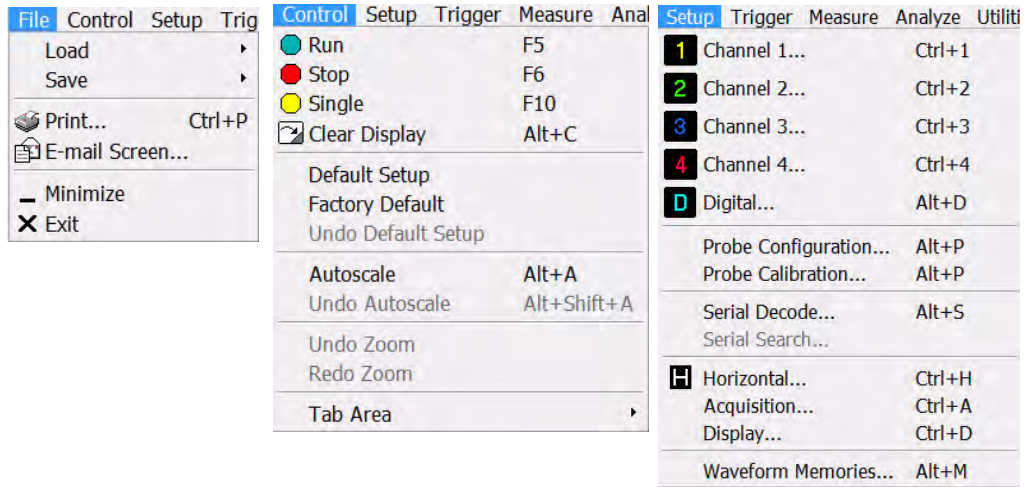 File Control Setup Trig
Load
Save
Print... Ctrl+P
E-mail Screen...
Minimize
Exit
Control Setup Trigger Measure Anal
Run F5
Stop F6
Single F10
Clear Display Alt+C
Default Setup
Factory Default
Undo Default Setup
Autoscale Alt+A
Undo Autoscale Alt+Shift+A
Undo Zoom
Redo Zoom
Tab Area
Setup Trigger Measure Analyze Utiliti
1 Channel 1... Ctrl+1
2 Channel 2... Ctrl+2
3 Channel 3... Ctrl+3
4 Channel 4... Ctrl+4
D Digital... Alt+D
Probe Configuration... Alt+P
Probe Calibration... Alt+P
Serial Decode... Alt+S
Serial Search...
H Horizontal... Ctrl+H
Acquisition... Ctrl+A
Display... Ctrl+D
Waveform Memories... Alt+M